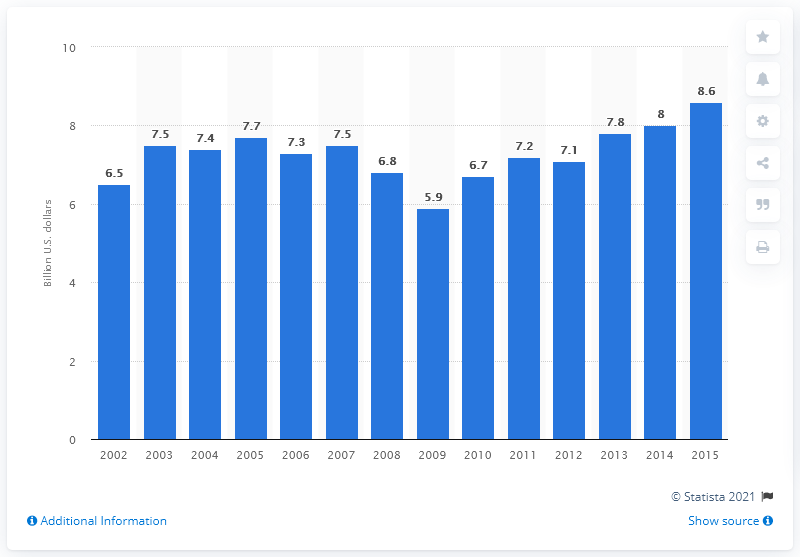 10
8
6
4
2
0
Billion U.S. dollars
6.5 7.5 7.4 7.7 7.3 7.5 6.8 5.9 6.7 7.2 7.1 7.8 8 8.6
2002 2003 2004 2005 2006 2007 2008 2009 2010 2011 2012 2013 2014 2015
© Statista 2021
Additional Information
Show source